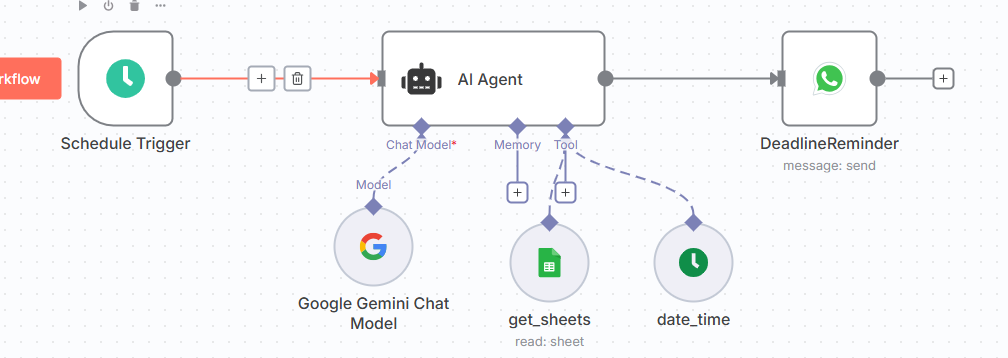 rkflow
AI Agent
Schedule Trigger
Chat Model*
Memory
Tool
DeadlineReminder
message: send
Model
Google Gemini Chat
Model
get_sheets
read: sheet
date_time